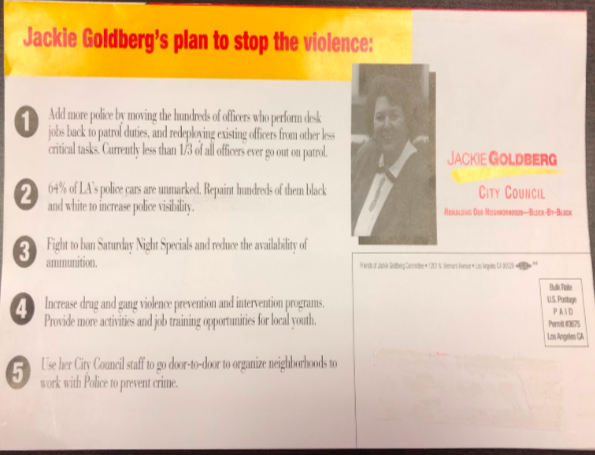 Jackie Goldberg's plan to stop the violence:
1
Add more police by moving the hundreds of officers who perform desk
jobs back to patrol duties, and redeploying existing officers from other less
critical tasks. Currently less than 1/3 of all officers ever go out on patrol.
2
64% of LA's police cars are unmarked. Repaint hundreds of them black
and white to increase police visibility.
3
Fight to ban Saturday Night Specials and reduce the availability of
ammunition.
4
Increase drug and gang violence prevention and intervention programs.
Provide more activities and job training opportunities for local youth.
5
Use her City Council staff to go door-to-door to organize neighborhoods to
work with Police to prevent crime.
JACKIE GOLDBERG
CITY COUNCIL
REBUILDING OUR NEIGHBORHOODS—BLOCK-BY-BLOCK
Friends of Jackie Goldberg Committee • N. Vermont Avenue • Los Angeles CA
Bulk Rate
U.S. Postage
PAID
Permit #3675
Los Angeles CA